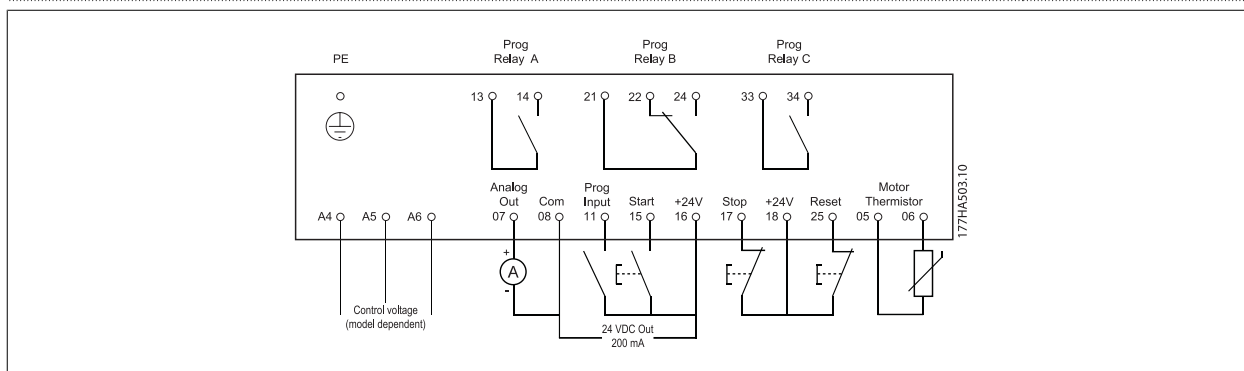 PE
Prog
Relay A
Prog
Relay B
Prog
Relay C
13 14 21 22 24 33 34
Analog
Out
07
Com
08
Prog
Input
11
Start
15
+24V
16
Stop
17
+24V
18
Reset
25
Motor
Thermistor
05 06
A4 A5 A6
+
A
-
Control voltage
(model dependent)
24 VDC Out
200 mA
177HA503.10